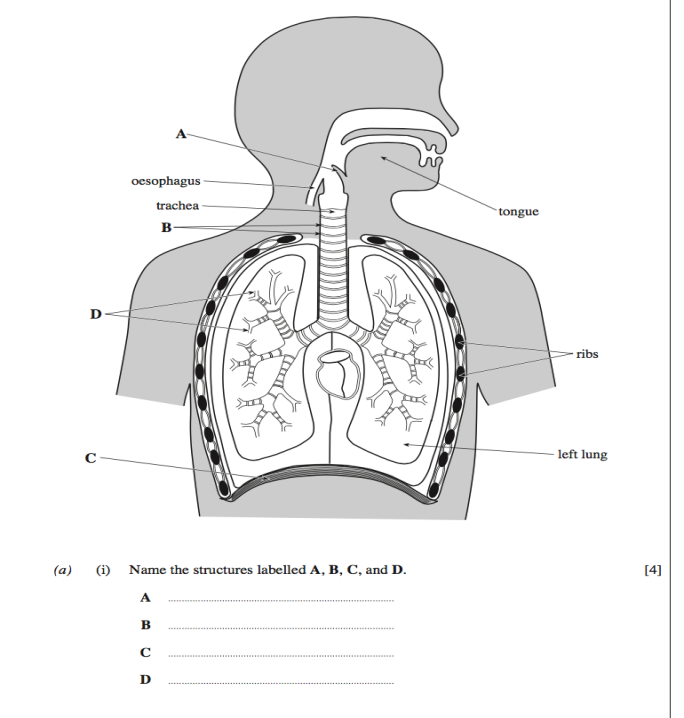 A
oesophagus
trachea
B
tongue
D
ribs
C
left lung
(a) (i) Name the structures labelled A, B, C, and D. [4]
A ................................................................................
B ................................................................................
C ................................................................................
D ................................................................................